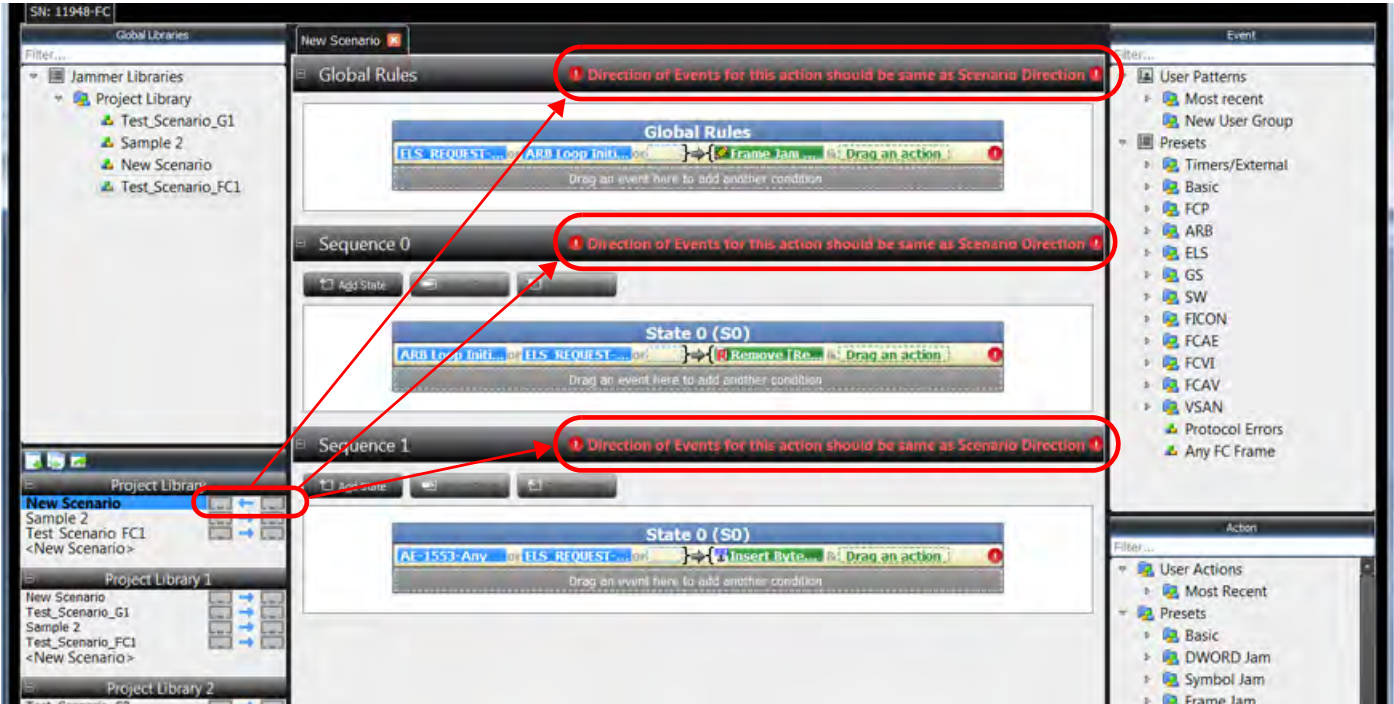 SN: 11948-FC
Global Libraries
Filter...
Jammer Libraries
Project Library
Test_Scenario_G1
Sample 2
New Scenario
Test_Scenario_FC1
Project Library
New Scenario
Sample 2
Test Scenario FC1
<New Scenario>
Project Library 1
New Scenario
Test_Scenario_G1
Sample 2
Test_Scenario_FC1
<New Scenario>
Project Library 2
New Scenario
Global Rules
Direction of Events for this action should be same as Scenario Direction
Global Rules
ELS_REQUEST-... or ARB Loop Initi... or } { Frame Jam ... & Drag an action
Drag an event here to add another condition
Sequence 0
Direction of Events for this action should be same as Scenario Direction
Add State
State 0 (S0)
ARB Loop Initi... or ELS_REQUEST-... or } { Remove [Re... & Drag an action
Drag an event here to add another condition
Sequence 1
Direction of Events for this action should be same as Scenario Direction
Add State
State 0 (S0)
AE-1553-Any or ELS_REQUEST-... or } { Insert Byte... & Drag an action
Drag an event here to add another condition
Event
Filter...
User Patterns
Most recent
New User Group
Presets
Timers/External
Basic
FCP
ARB
ELS
GS
SW
FICON
FCAE
FCVI
FCAV
VSAN
Protocol Errors
Any FC Frame
Action
Filter...
User Actions
Most Recent
Presets
Basic
DWORD Jam
Symbol Jam
Frame Jam